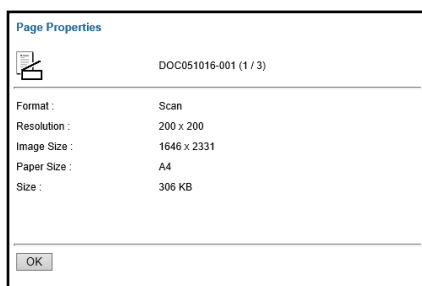 Page Properties
DOC051016-001 (1 / 3)
Format : Scan
Resolution : 200 x 200
Image Size : 1646 x 2331
Paper Size : A4
Size : 306 KB
OK